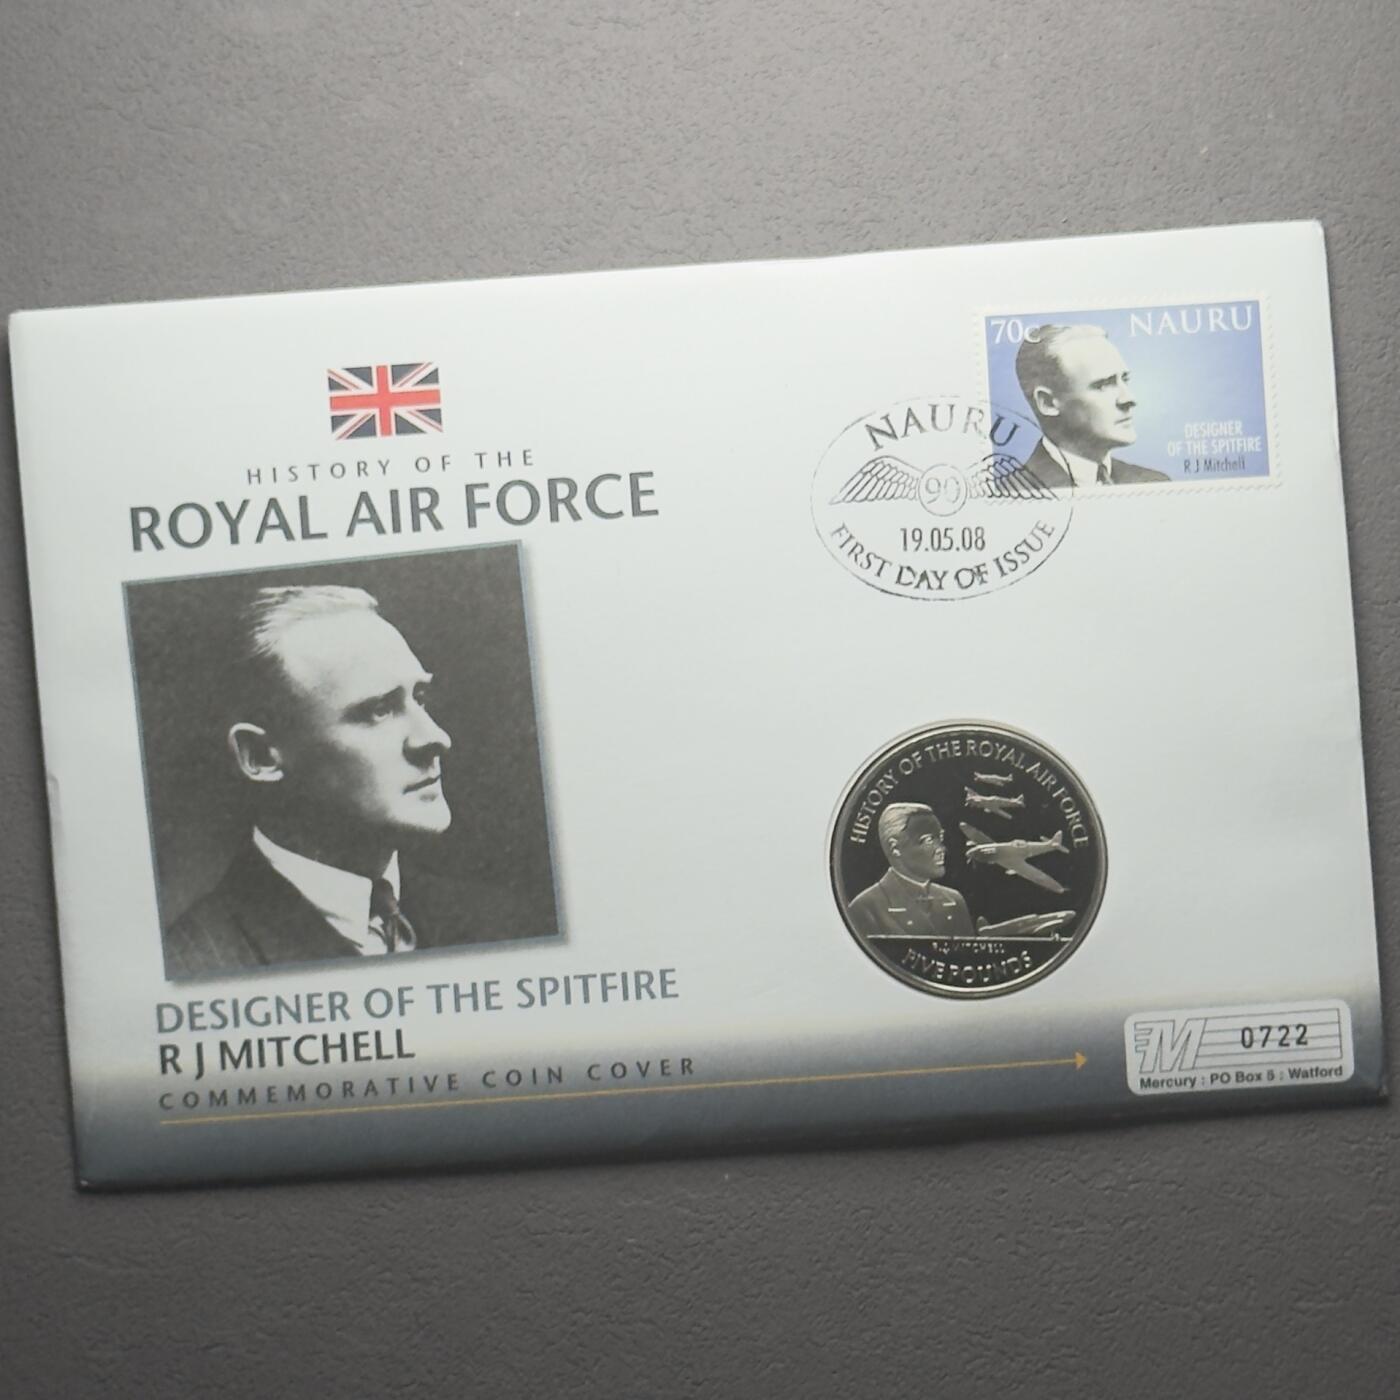 HISTORY OF THE
ROYAL AIR FORCE
DESIGNER OF THE SPITFIRE
R J MITCHELL
COMMEMORATIVE COIN COVER
70c NAURU
DESIGNER
OF THE SPITFIRE
R J Mitchell
NAURU
90
19.05.08
FIRST DAY OF ISSUE
HISTORY OF THE ROYAL AIR FORCE
R.J. MITCHELL
FIVE POUNDS
M 0722
Mercury : PO Box 5 : Watford